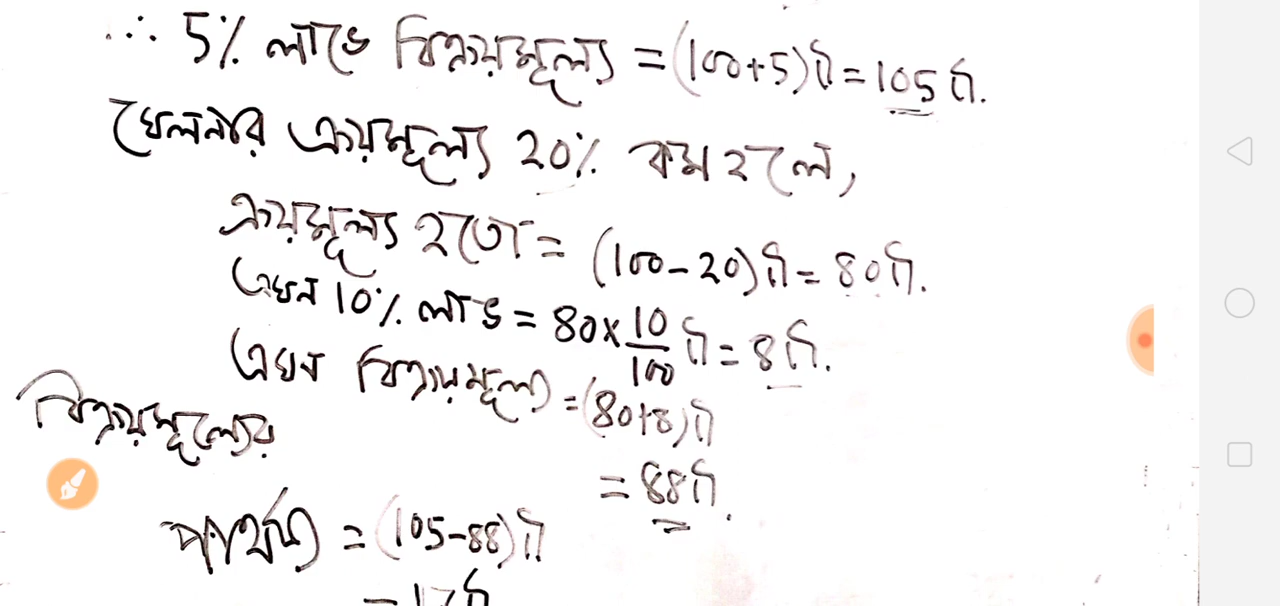 ∴ 5% লাভে বিক্রয়মূল্য = (100+5) টা = 105 টা.
খেলনার ক্রয়মূল্য 20% কম হলে,
ক্রয়মূল্য হতো = (100-20) টা = 80 টা.
এখন 10% লাভ = 80 × 10/100 টা = 8 টা.
এখন বিক্রয়মূল্য = (80+8) টা
= 88 টা.
বিক্রয়মূল্যের
পার্থক্য = (105-88) টা
= 17 টা